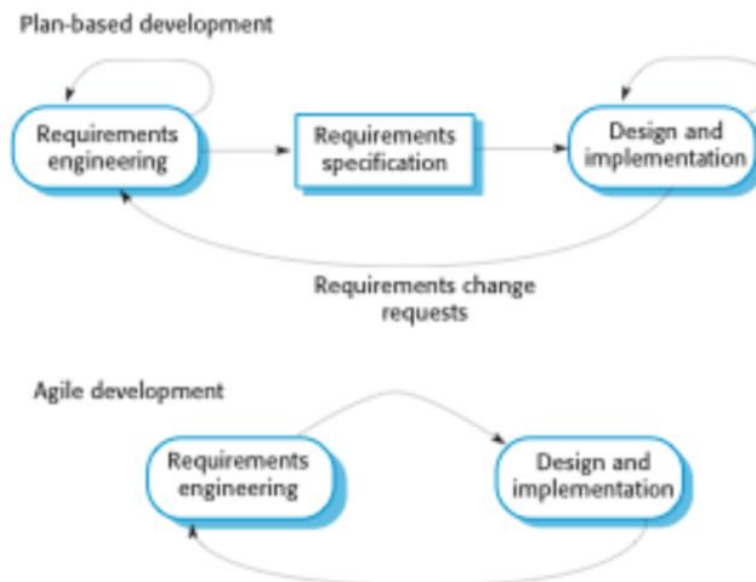 Plan-based development
Requirements
engineering
Requirements
specification
Design and
implementation
Requirements change
requests
Agile development
Requirements
engineering
Design and
implementation